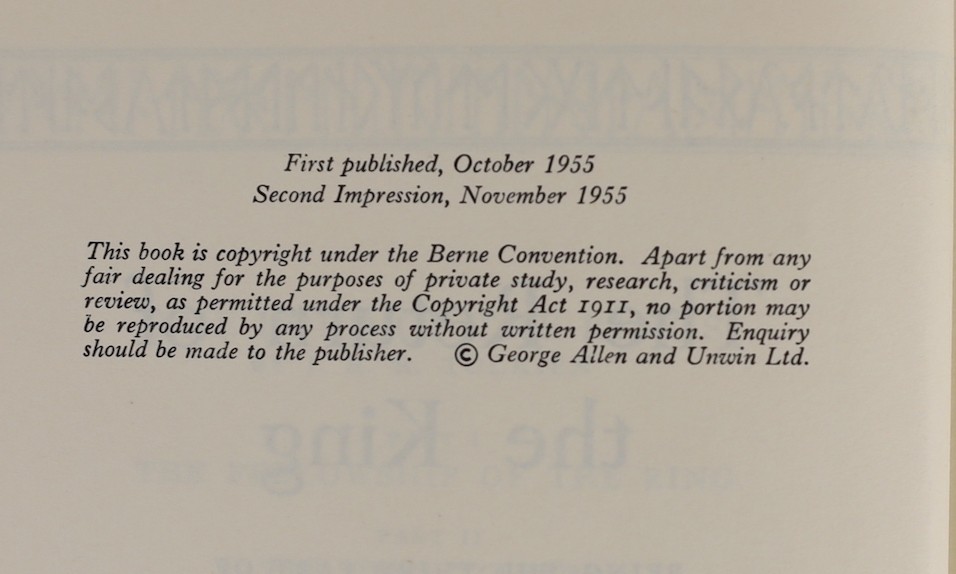 First published, October 1955
Second Impression, November 1955
This book is copyright under the Berne Convention. Apart from any
fair dealing for the purposes of private study, research, criticism or
review, as permitted under the Copyright Act 1911, no portion may
be reproduced by any process without written permission. Enquiry
should be made to the publisher. © George Allen and Unwin Ltd.
the King